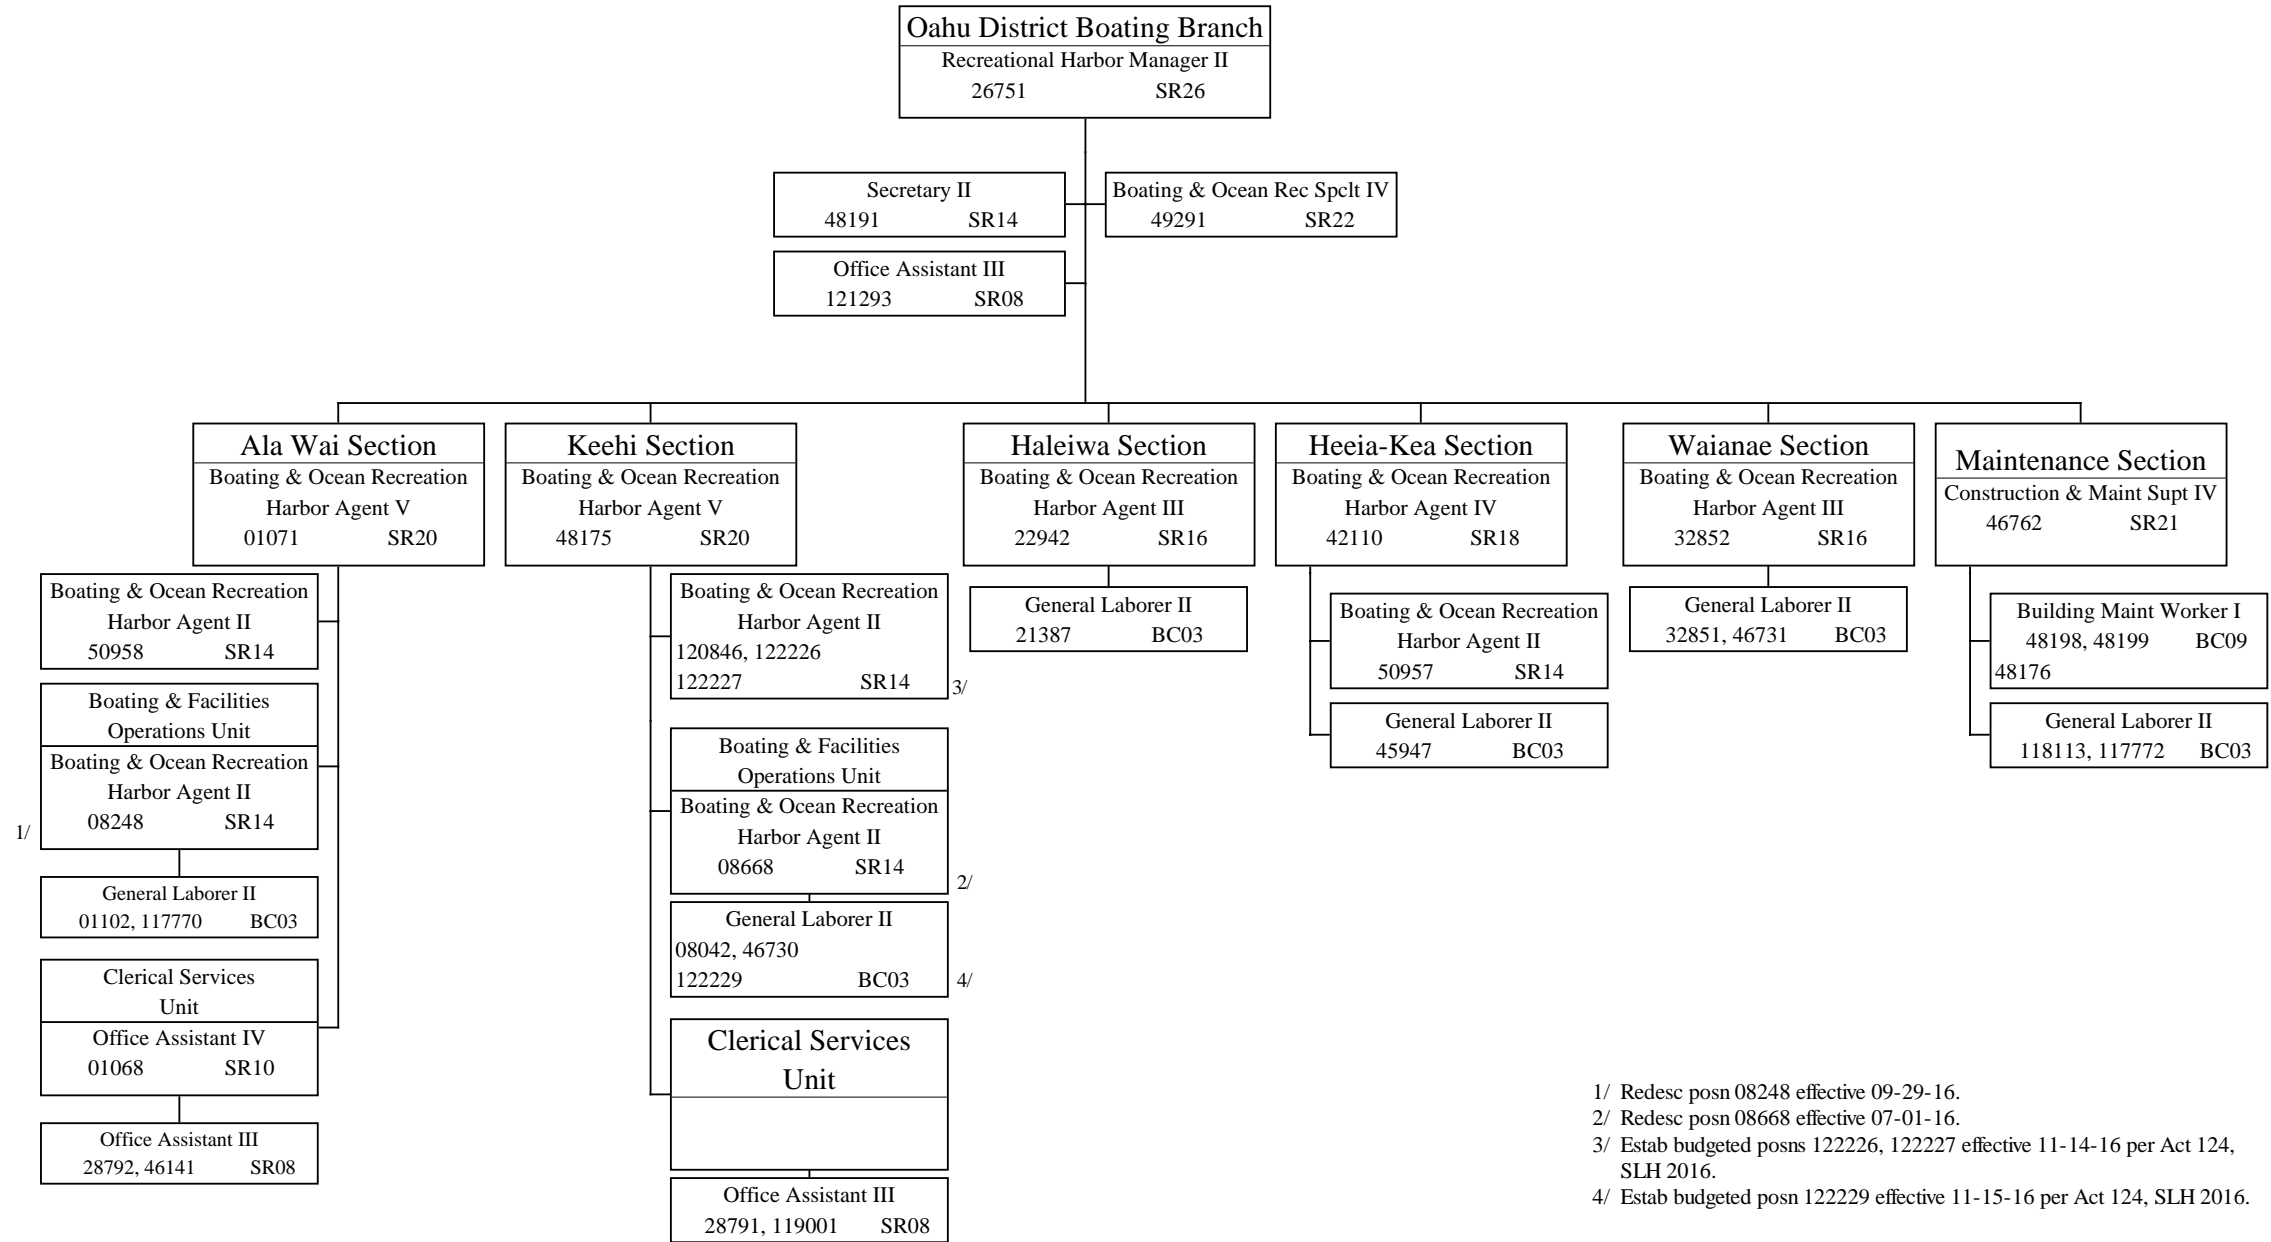 Oahu District Boating Branch
Recreational Harbor Manager II
26751 SR26
Secretary II
48191 SR14
Boating & Ocean Rec Spclt IV
49291 SR22
Office Assistant III
121293 SR08
Ala Wai Section
Boating & Ocean Recreation
Harbor Agent V
01071 SR20
Boating & Ocean Recreation
Harbor Agent II
50958 SR14
Boating & Facilities
Operations Unit
Boating & Ocean Recreation
Harbor Agent II
08248 SR14
1/
General Laborer II
01102, 117770 BC03
Clerical Services
Unit
Office Assistant IV
01068 SR10
Office Assistant III
28792, 46141 SR08
Keehi Section
Boating & Ocean Recreation
Harbor Agent V
48175 SR20
Boating & Ocean Recreation
Harbor Agent II
120846, 122226
122227 SR14 3/
Boating & Facilities
Operations Unit
Boating & Ocean Recreation
Harbor Agent II
08668 SR14
2/
General Laborer II
08042, 46730
122229 BC03 4/
Clerical Services
Unit
Office Assistant III
28791, 119001 SR08
Haleiwa Section
Boating & Ocean Recreation
Harbor Agent III
22942 SR16
General Laborer II
21387 BC03
Heeia-Kea Section
Boating & Ocean Recreation
Harbor Agent IV
42110 SR18
Boating & Ocean Recreation
Harbor Agent II
50957 SR14
General Laborer II
45947 BC03
Waianae Section
Boating & Ocean Recreation
Harbor Agent III
32852 SR16
General Laborer II
32851, 46731 BC03
Maintenance Section
Construction & Maint Supt IV
46762 SR21
Building Maint Worker I
48198, 48199 BC09
48176
General Laborer II
118113, 117772 BC03
1/ Redesc posn 08248 effective 09-29-16.
2/ Redesc posn 08668 effective 07-01-16.
3/ Estab budgeted posns 122226, 122227 effective 11-14-16 per Act 124,
SLH 2016.
4/ Estab budgeted posn 122229 effective 11-15-16 per Act 124, SLH 2016.